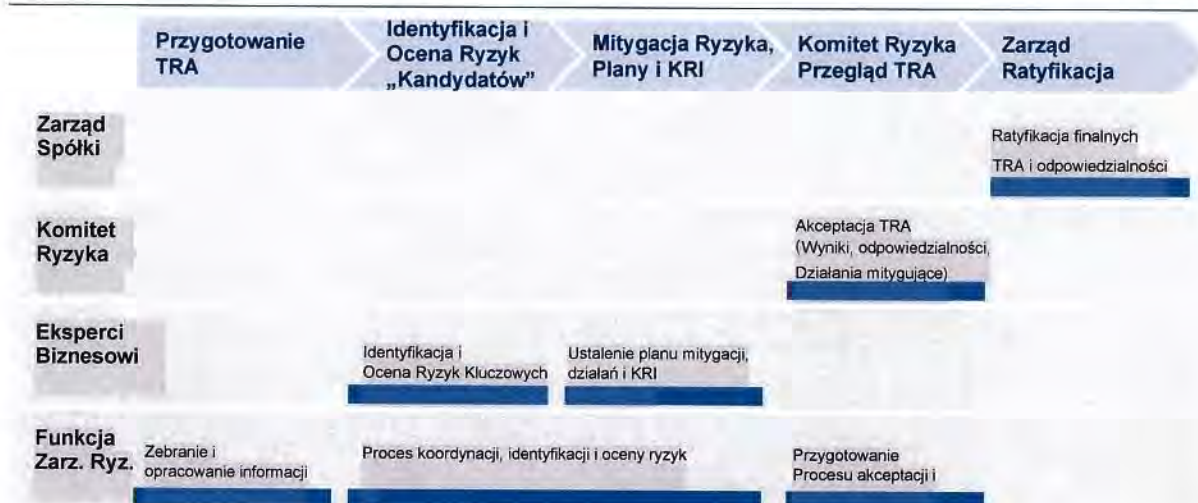 Przygotowanie
TRA
Identyfikacja i
Ocena Ryzyk
„Kandydatów”
Mitygacja Ryzyka,
Plany i KRI
Komitet Ryzyka
Przegląd TRA
Zarząd
Ratyfikacja
Zarząd
Spółki
Ratyfikacja finalnych
TRA i odpowiedzialności
Komitet
Ryzyka
Akceptacja TRA
(Wyniki, odpowiedzialności,
Działania mitygujące)
Eksperci
Biznesowi
Identyfikacja i
Ocena Ryzyk Kluczowych
Ustalenie planu mitygacji,
działań i KRI
Funkcja
Zarz. Ryz.
Zebranie i
opracowanie informacji
Proces koordynacji, identyfikacji i oceny ryzyk
Przygotowanie
Procesu akceptacji i